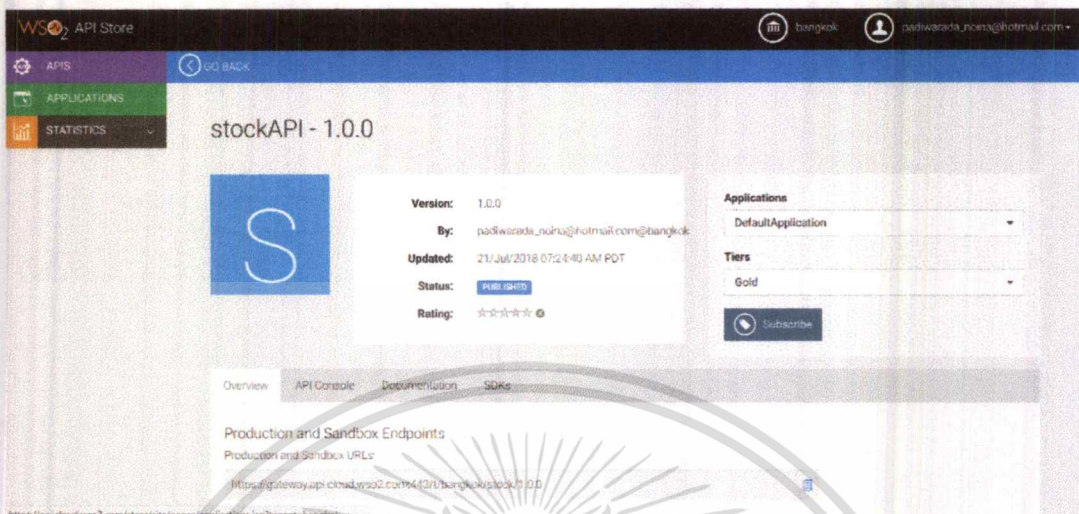 WSO2 API Store
bangkok
padiwarada_noina@hotmail.com
APIS
GO BACK
APPLICATIONS
STATISTICS
stockAPI - 1.0.0
S
Version: 1.0.0
By: padiwarada_noina@hotmail.com@bangkok
Updated: 21/Jul/2018 07:24:40 AM PDT
Status: PUBLISHED
Rating:
Applications
DefaultApplication
Tiers
Gold
Subscribe
Overview
API Console
Documentation
SDKs
Production and Sandbox Endpoints
Production and Sandbox URLs:
https://gateway.api.cloud.wso2.com:443/t/bangkok/stock/1.0.0